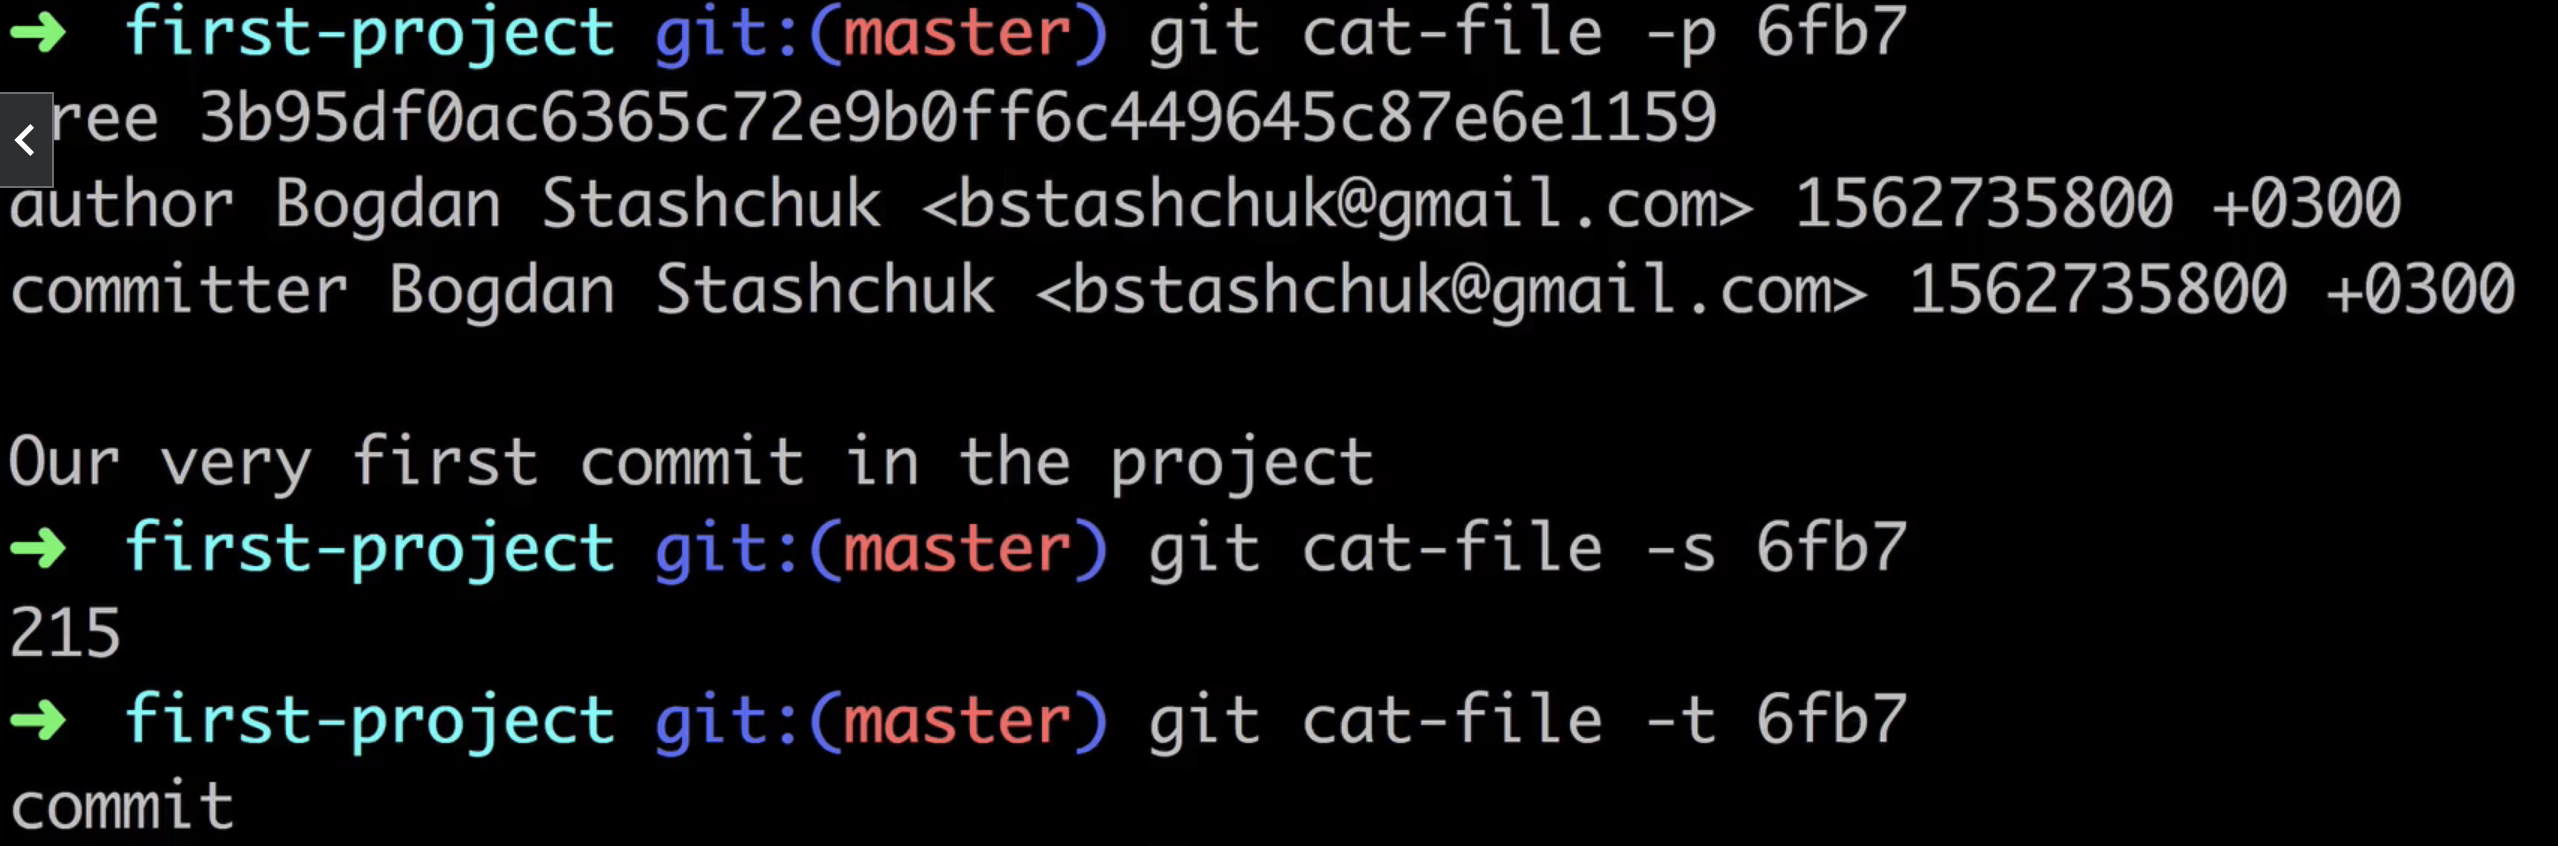 ➜ first-project git:(master) git cat-file -p 6fb7
ree 3b95df0ac6365c72e9b0ff6c449645c87e6e1159
author Bogdan Stashchuk <bstashchuk@gmail.com> 1562735800 +0300
committer Bogdan Stashchuk <bstashchuk@gmail.com> 1562735800 +0300
Our very first commit in the project
➜ first-project git:(master) git cat-file -s 6fb7
215
➜ first-project git:(master) git cat-file -t 6fb7
commit